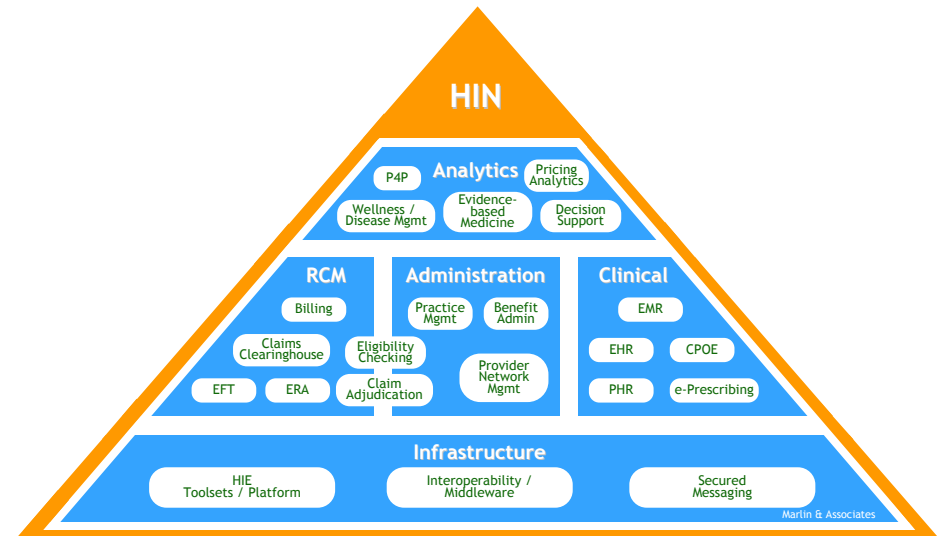 HIN
Analytics
P4P
Pricing
Analytics
Wellness /
Disease Mgmt
Evidence-
based
Medicine
Decision
Support
RCM
Billing
Claims
Clearinghouse
EFT
ERA
Eligibility
Checking
Claim
Adjudication
Administration
Practice
Mgmt
Benefit
Admin
Provider
Network
Mgmt
Clinical
EMR
EHR
CPOE
PHR
e-Prescribing
Infrastructure
HIE
Toolsets / Platform
Interoperability /
Middleware
Secured
Messaging
Marlin & Associates